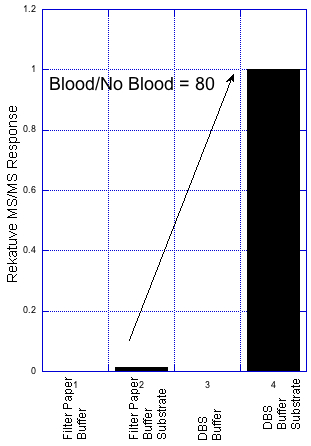 1.2
1
0.8
0.6
0.4
0.2
0
Rekatuve MS/MS Response
Blood/No Blood = 80
1
2
3
4
Filter Paper
Buffer
Filter Paper
Buffer
Substrate
DBS
Buffer
DBS
Buffer
Substrate